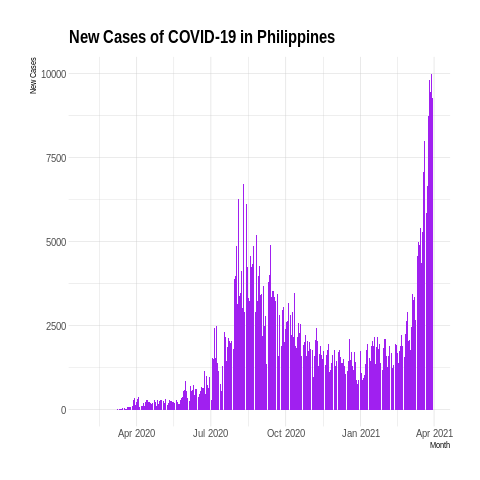 New Cases of COVID-19 in Philippines
New Cases
10000
7500
5000
2500
0
Apr 2020 Jul 2020 Oct 2020 Jan 2021 Apr 2021
Month